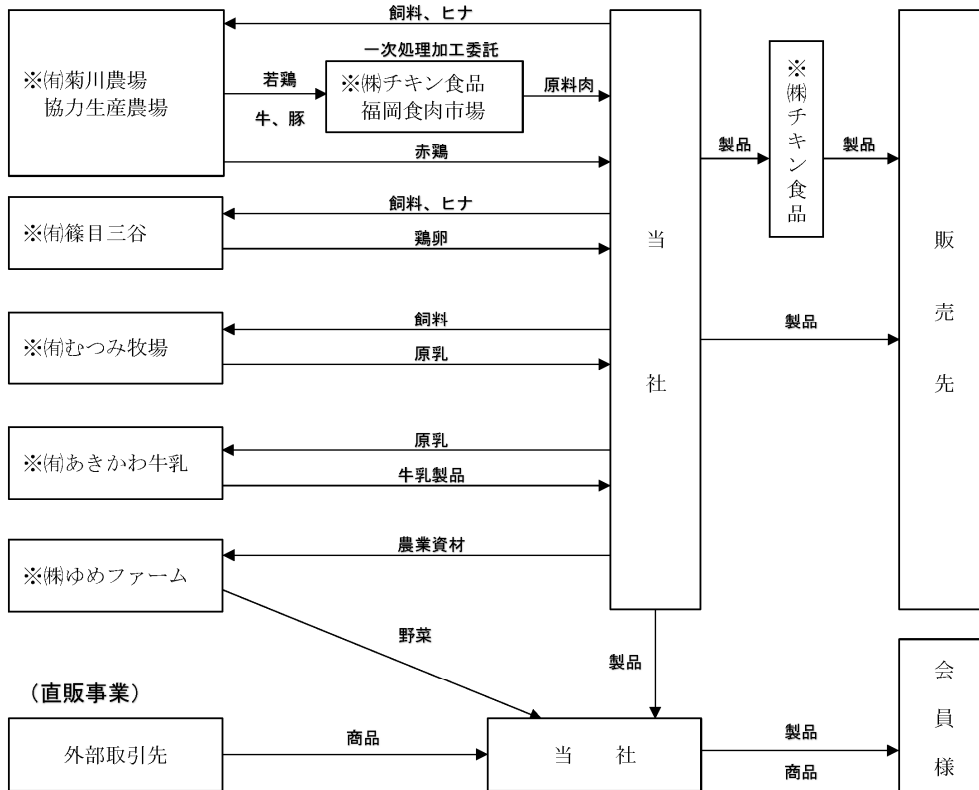 飼料、ヒナ
※㈲菊川農場
協力生産農場
若鶏
牛、豚
一次処理加工委託
※㈱チキン食品
福岡食肉市場
原料肉
赤鶏
※㈲篠目三谷
飼料、ヒナ
鶏卵
※㈲むつみ牧場
飼料
原乳
※㈲あきかわ牛乳
原乳
牛乳製品
※㈱ゆめファーム
農業資材
野菜
当社
製品
※㈱チキン食品
製品
製品
販売先
製品
(直販事業)
外部取引先
商品
当 社
製品
商品
会員様